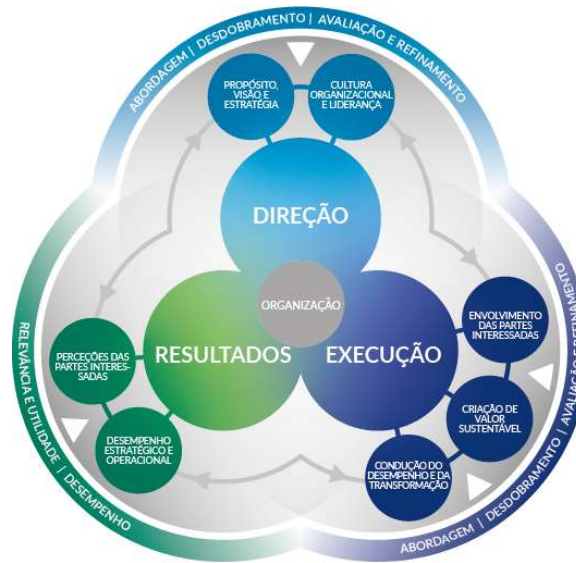 ABORDAGEM | DESDOBRAMENTO | AVALIAÇÃO E REFINAMENTO
PROPÓSITO,
VISÃO E
ESTRATÉGIA
CULTURA
ORGANIZACIONAL
E LIDERANÇA
DIREÇÃO
ORGANIZAÇÃO
RESULTADOS
EXECUÇÃO
PERCEÇÕES DAS
PARTES INTERES-
SADAS
DESEMPENHO
ESTRATÉGICO E
OPERACIONAL
RELEVÂNCIA E UTILIDADE | DESEMPENHO
ENVOLVIMENTO
DAS PARTES
INTERESSADAS
CRIAÇÃO DE
VALOR
SUSTENTÁVEL
CONDUÇÃO DO
DESEMPENHO E DA
TRANSFORMAÇÃO
ABORDAGEM | DESDOBRAMENTO | AVALIAÇÃO E REFINAMENTO